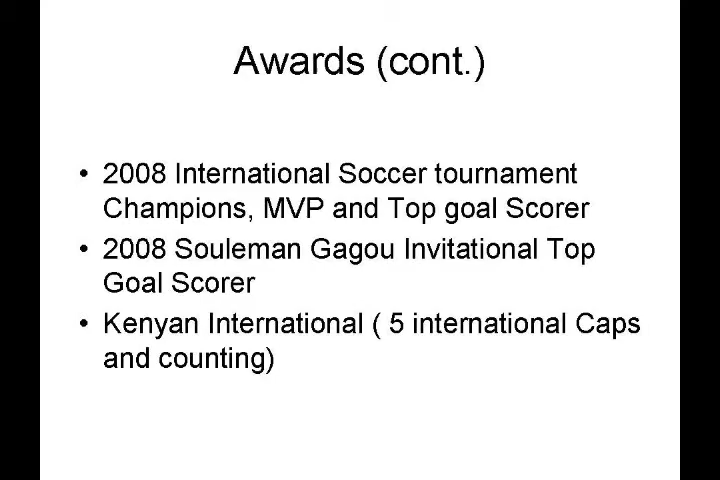 Awards (cont.)
• 2008 International Soccer tournament
Champions, MVP and Top goal Scorer
• 2008 Souleman Gagou Invitational Top
Goal Scorer
• Kenyan International ( 5 international Caps
and counting)